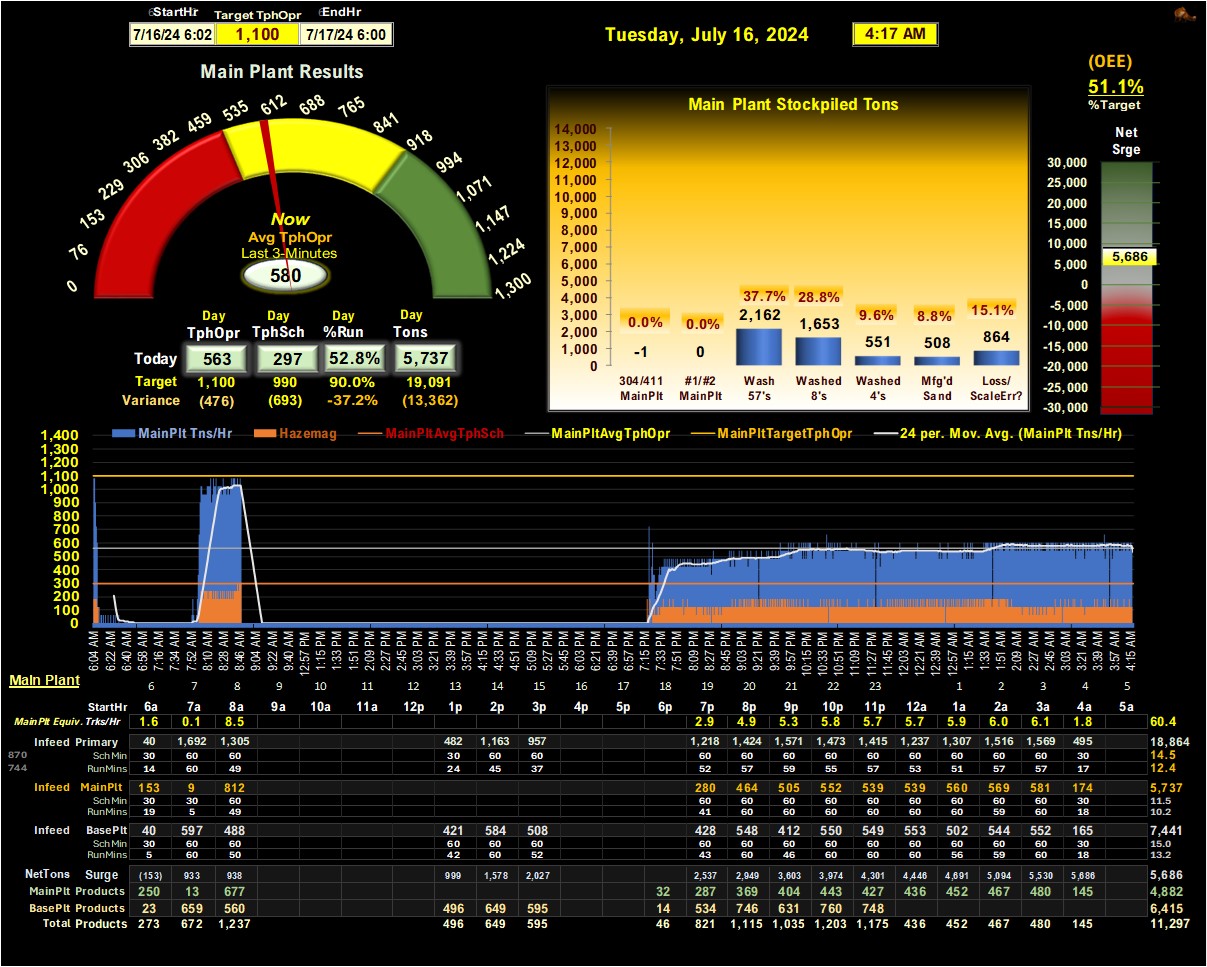 StartHr Target TphOpr EndHr
7/16/24 6:02 1,100 7/17/24 6:00
Tuesday, July 16, 2024 4:17 AM
(OEE)
51.1%
%Target
Main Plant Results
0 76 153 229 306 382 459 535 612 688 765 841 918 994 1,071 1,147 1,224 1,300
Now
Avg TphOpr
Last 3-Minutes
580
Day Day Day Day
TphOpr TphSch %Run Tons
Today 563 297 52.8% 5,737
Target 1,100 990 90.0% 19,091
Variance (476) (693) -37.2% (13,362)
Main Plant Stockpiled Tons
14,000
13,000
12,000
11,000
10,000
9,000
8,000
7,000
6,000
5,000
4,000
3,000
2,000
1,000
0
0.0% 0.0% 37.7% 28.8% 9.6% 8.8% 15.1%
-1 0 2,162 1,653 551 508 864
304/411 #1/#2 Wash Washed Washed Mfg'd Loss/
MainPlt MainPlt 57's 8's 4's Sand ScaleErr?
Net
Srge
30,000
25,000
20,000
15,000
10,000
5,000
0
-5,000
-10,000
-15,000
-20,000
-25,000
-30,000
5,686
MainPlt Tns/Hr Hazemag MainPltAvgTphSch MainPltAvgTphOpr MainPltTargetTphOpr 24 per. Mov. Avg. (MainPlt Tns/Hr)
1,400
1,300
1,200
1,100
1,000
900
800
700
600
500
400
300
200
100
0
6:04 AM 6:22 AM 6:40 AM 6:58 AM 7:16 AM 7:34 AM 7:52 AM 8:10 AM 8:28 AM 8:46 AM 9:04 AM 9:22 AM 9:40 AM 12:57 PM 1:15 PM 1:33 PM 1:51 PM 2:09 PM 2:27 PM 2:45 PM 3:03 PM 3:21 PM 3:39 PM 3:57 PM 4:15 PM 4:33 PM 4:51 PM 5:09 PM 5:27 PM 5:45 PM 6:03 PM 6:21 PM 6:39 PM 6:57 PM 12:15 PM 7:33 PM 7:51 PM 8:09 PM 8:27 PM 8:45 PM 9:03 PM 9:21 PM 9:39 PM 9:57 PM 10:15 PM 10:33 PM 10:51 PM 11:09 PM 11:27 PM 11:45 PM 12:03 AM 12:21 AM 12:39 AM 12:57 AM 1:15 AM 1:33 AM 1:51 AM 2:09 AM 2:27 AM 2:45 AM 3:03 AM 3:21 AM 3:39 AM 3:57 AM 4:15 AM
Main Plant
6 7 8 9 10 11 12 13 14 15 16 17 18 19 20 21 22 23 1 2 3 4 5
StartHr 6a 7a 8a 9a 10a 11a 12p 1p 2p 3p 4p 5p 6p 7p 8p 9p 10p 11p 12a 1a 2a 3a 4a 5a
MainPlt Equiv. Trks/Hr 1.6 0.1 8.5 2.9 4.9 5.3 5.8 5.7 5.7 5.9 6.0 6.1 1.8 60.4
Infeed Primary 40 1,692 1,305 482 1,163 957 1,218 1,424 1,571 1,473 1,415 1,237 1,307 1,516 1,569 495 18,864
870 Sch Min 30 60 60 30 60 60 60 60 60 60 60 60 60 60 60 30 14.5
744 RunMins 14 60 49 24 45 37 52 57 59 55 57 53 51 57 57 17 12.4
Infeed MainPlt 153 9 812 280 464 505 552 539 539 560 569 581 174 5,737
Sch Min 30 30 60 60 60 60 60 60 60 60 60 60 30 11.5
RunMins 19 5 49 41 60 60 60 60 60 60 59 60 18 10.2
Infeed BasePlt 40 597 488 421 584 508 428 548 412 550 549 553 502 544 552 165 7,441
Sch Min 30 60 60 60 60 60 60 60 60 60 60 60 60 60 60 30 15.0
RunMins 5 60 50 42 60 52 43 60 46 60 60 60 56 59 60 18 13.2
NetTons Surge (153) 933 938 999 1,578 2,027 2,537 2,949 3,603 3,974 4,301 4,446 4,691 5,094 5,530 5,686 5,686
MainPlt Products 250 13 677 32 287 369 404 443 427 436 452 467 480 145 4,882
BasePlt Products 23 659 560 496 649 595 14 534 746 631 760 748 6,415
Total Products 273 672 1,237 496 649 595 46 821 1,115 1,035 1,203 1,175 436 452 467 480 145 11,297